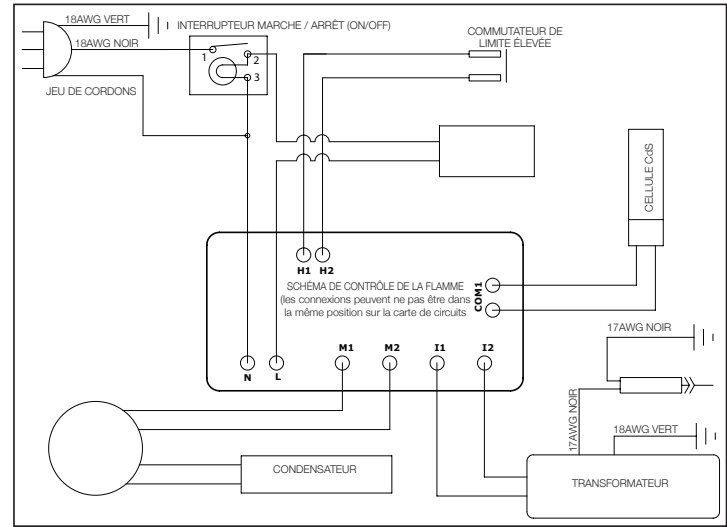 18AWG VERT
INTERRUPTEUR MARCHE / ARRÊT (ON/OFF)
18AWG NOIR
1
2
3
JEU DE CORDONS
COMMUTATEUR DE
LIMITE ÉLEVÉE
CELLULE CdS
H1 H2
SCHÉMA DE CONTRÔLE DE LA FLAMME
(les connexions peuvent ne pas être dans
la même position sur la carte de circuits
COM1
N
L
M1
M2
I1
I2
17AWG NOIR
17AWG NOIR
18AWG VERT
CONDENSATEUR
TRANSFORMATEUR